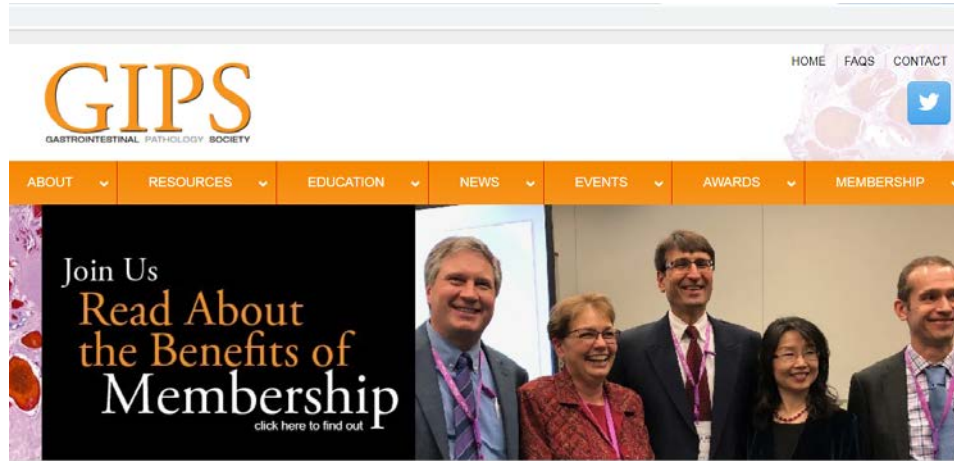 GIPS
GASTROINTESTINAL PATHOLOGY SOCIETY
HOME FAQS CONTACT
ABOUT RESOURCES EDUCATION NEWS EVENTS AWARDS MEMBERSHIP
Join Us
Read About
the Benefits of
Membership
click here to find out